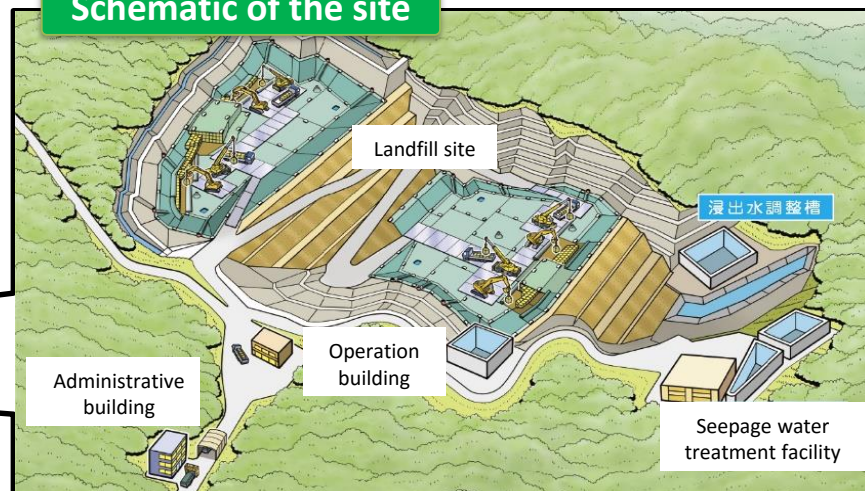 Schematic of the site
Landfill site
浸出水調整槽
Operation
building
Administrative
building
Seepage water
treatment facility